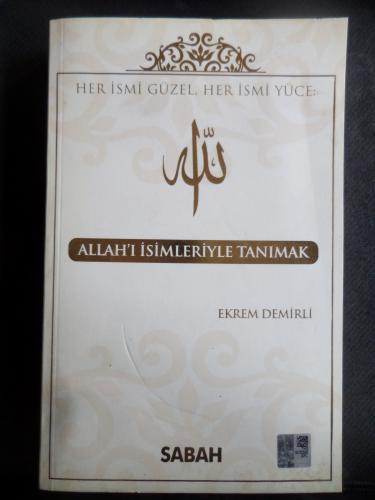 HER İSMİ GÜZEL, HER İSMİ YÜCE:
الله
ALLAH'I İSİMLERİYLE TANIMAK
EKREM DEMİRLİ
SABAH